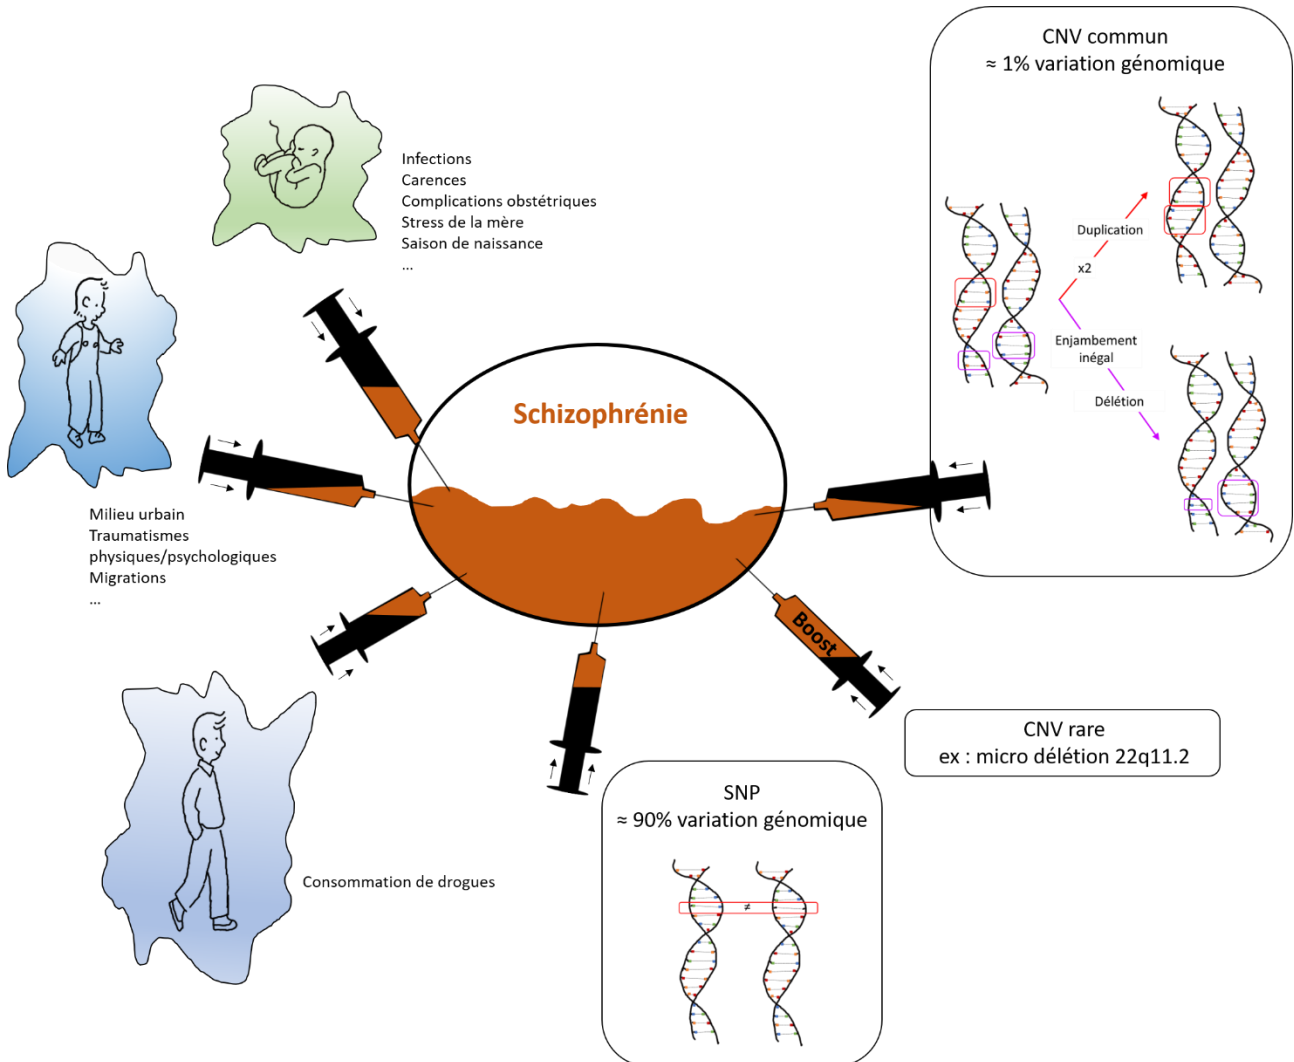 CNV commun
≈ 1% variation génomique
Infections
Carences
Complications obstétriques
Stress de la mère
Saison de naissance
...
Duplication
x2
Enjambement
inégal
Délétion
Schizophrénie
Milieu urbain
Traumatismes
physiques/psychologiques
Migrations
...
Boost
CNV rare
ex : micro délétion 22q11.2
SNP
≈ 90% variation génomique
≠
Consommation de drogues